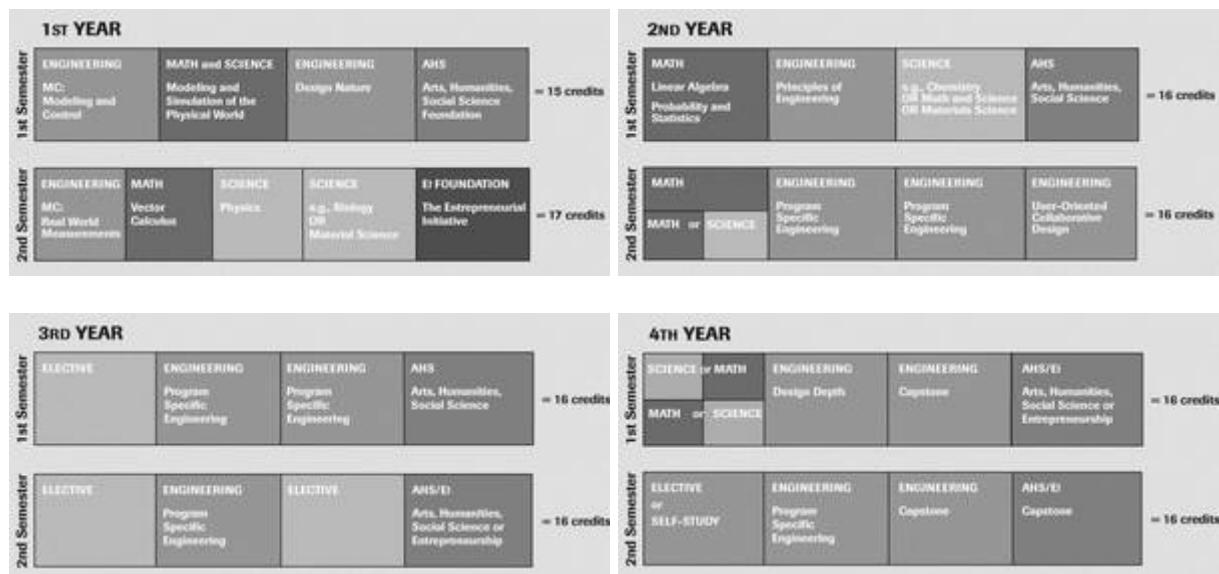 1ST YEAR
1st Semester
ENGINEERING
MC:
Modeling and
Control
MATH and SCIENCE
Modeling and
Simulation of the
Physical World
ENGINEERING
Design Nature
AHS
Arts, Humanities,
Social Science
Foundation
= 15 credits
2nd Semester
ENGINEERING
MC:
Real World
Measurements
MATH
Vector
Calculus
SCIENCE
Physics
SCIENCE
e.g., Biology
OR
Material Science
E! FOUNDATION
The Entrepreneurial
Initiative
= 17 credits
2ND YEAR
1st Semester
MATH
Linear Algebra
Probability and
Statistics
ENGINEERING
Principles of
Engineering
SCIENCE
e.g., Chemistry
OR Math and Science
OR Materials Science
AHS
Arts, Humanities,
Social Science
= 16 credits
2nd Semester
MATH
MATH or SCIENCE
ENGINEERING
Program
Specific
Engineering
ENGINEERING
Program
Specific
Engineering
ENGINEERING
User-Oriented
Collaborative
Design
= 16 credits
3RD YEAR
1st Semester
ELECTIVE
ENGINEERING
Program
Specific
Engineering
ENGINEERING
Program
Specific
Engineering
AHS
Arts, Humanities,
Social Science
= 16 credits
2nd Semester
ELECTIVE
ENGINEERING
Program
Specific
Engineering
ELECTIVE
AHS/E!
Arts, Humanities,
Social Science or
Entrepreneurship
= 16 credits
4TH YEAR
1st Semester
SCIENCE or MATH
MATH or SCIENCE
ENGINEERING
Design Depth
ENGINEERING
Capstone
AHS/E!
Arts, Humanities,
Social Science or
Entrepreneurship
= 16 credits
2nd Semester
ELECTIVE
or
SELF-STUDY
ENGINEERING
Program
Specific
Engineering
ENGINEERING
Capstone
AHS/E!
Capstone
= 16 credits